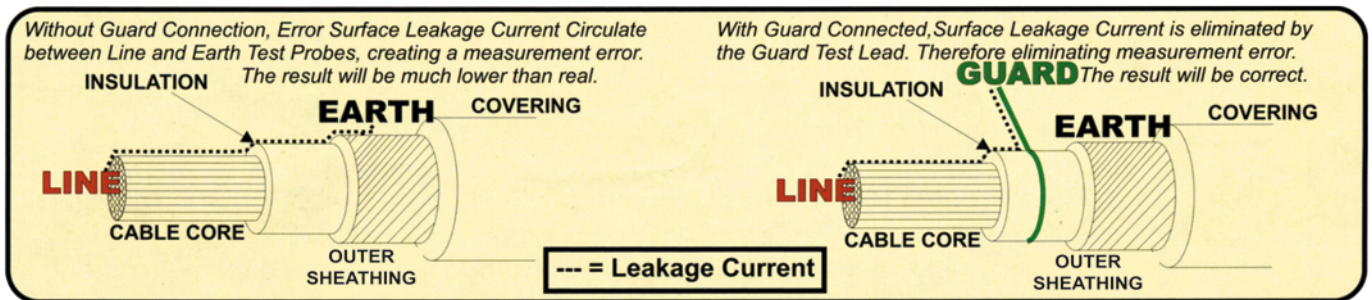 Without Guard Connection, Error Surface Leakage Current Circulate
between Line and Earth Test Probes, creating a measurement error.
The result will be much lower than real.
INSULATION
EARTH
COVERING
LINE
CABLE CORE
OUTER
SHEATHING
With Guard Connected,Surface Leakage Current is eliminated by
the Guard Test Lead. Therefore eliminating measurement error.
GUARD The result will be correct.
INSULATION
EARTH
COVERING
LINE
CABLE CORE
OUTER
SHEATHING
--- = Leakage Current